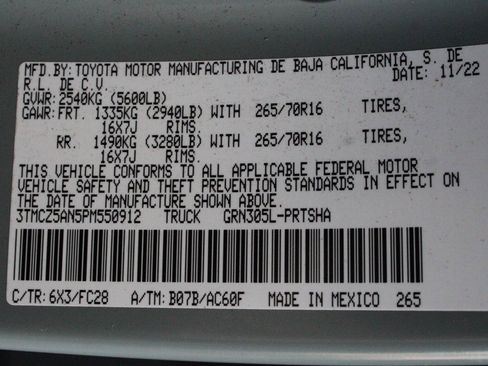 MFD.BY: TOYOTA MOTOR MANUFACTURING DE BAJA CALIFORNIA, S. DE
R.L. DE C.V. DATE: 11/22
GVWR: 2540KG (5600LB)
GAWR: FRT. 1335KG (2940LB) WITH 265/70R16 TIRES,
16X7J RIMS.
RR. 1490KG (3280LB) WITH 265/70R16 TIRES,
16X7J RIMS.
THIS VEHICLE CONFORMS TO ALL APPLICABLE FEDERAL MOTOR
VEHICLE SAFETY AND THEFT PREVENTION STANDARDS IN EFFECT ON
THE DATE OF MANUFACTURE SHOWN ABOVE.
3TMCZ5AN5PM550912 TRUCK GRN305L-PRTSHA
C/TR: 6X3/FC28 A/TM: B07B/AC60F MADE IN MEXICO 265